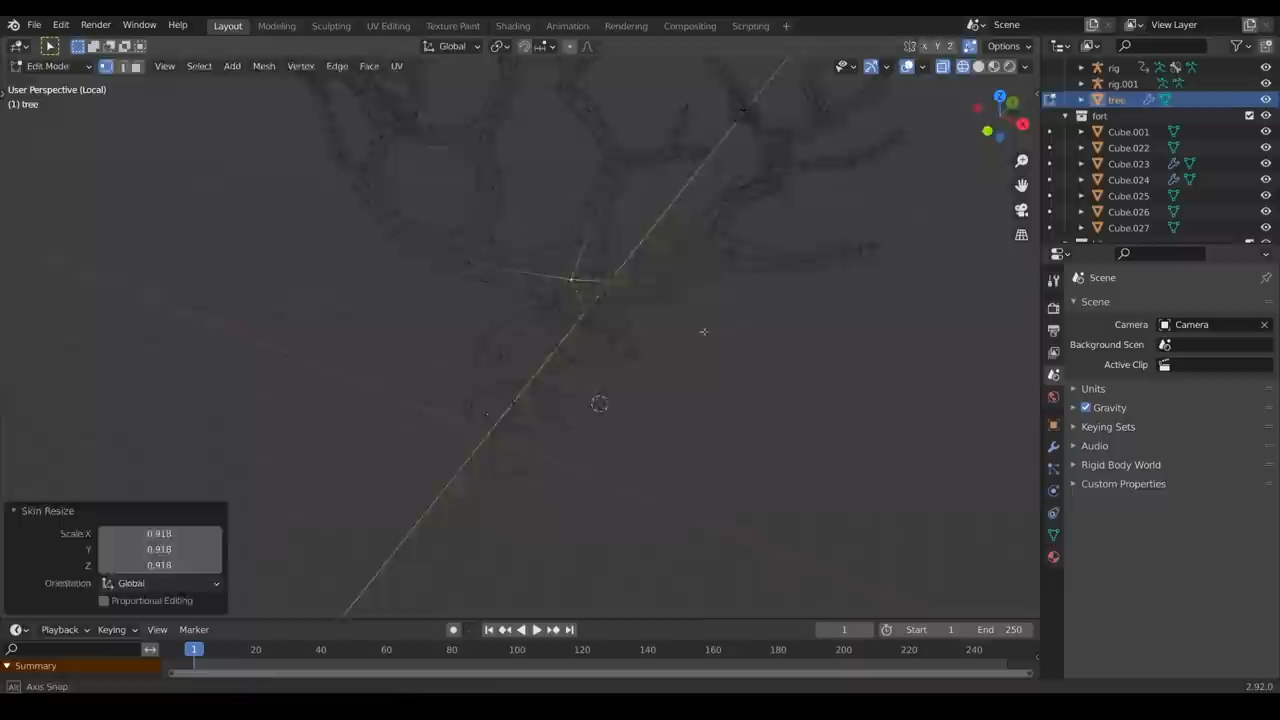 File Edit Render Window Help Layout Modeling Sculpting UV Editing Texture Paint Shading Animation Rendering Compositing Scripting + Scene View Layer
Global X Y Z Options
Edit Mode View Select Add Mesh Vertex Edge Face UV
User Perspective (Local)
(1) tree
rig
rig.001
tree
fort
Cube.001
Cube.022
Cube.023
Cube.024
Cube.025
Cube.026
Cube.027
Z
X
Scene
Scene
Camera Camera
Background Scen
Active Clip
Units
Gravity
Keying Sets
Audio
Rigid Body World
Custom Properties
Skin Resize
Scale X 0.918
Y 0.918
Z 0.918
Orientation Global
Proportional Editing
Playback Keying View Marker 1 Start 1 End 250
1 20 40 60 80 100 120 140 160 180 200 220 240
Summary
Alt Axis Snap 2.92.0